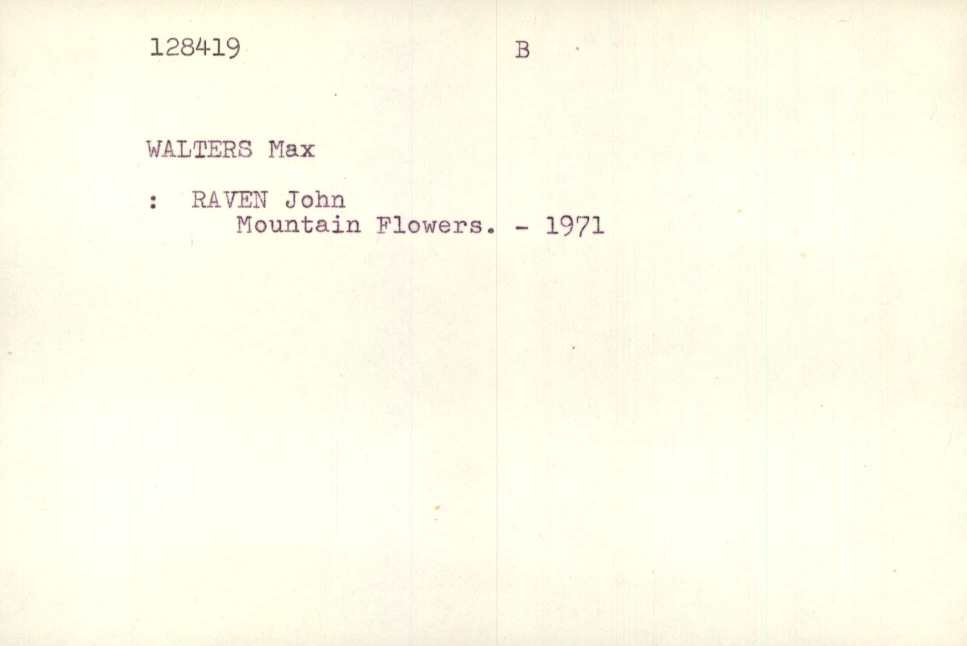 128419 B
WALTERS Max
: RAVEN John
Mountain Flowers. - 1971